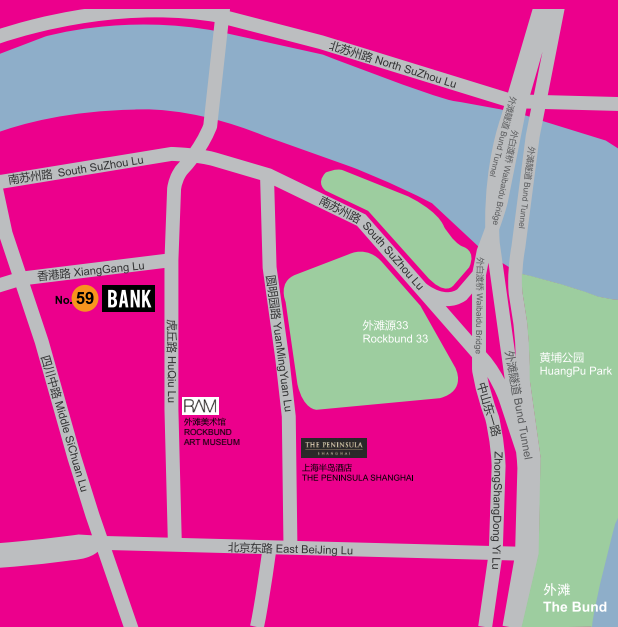 北苏州路 North SuZhou Lu
外滩隧道 Bund Tunnel
外白渡桥 Waibaidu Bridge
外滩隧道 Bund Tunnel
南苏州路 South SuZhou Lu
南苏州路 South SuZhou Lu
香港路 XiangGang Lu
No. 59 BANK
外白渡桥 Waibaidu Bridge
圆明园路 YuanMingYuan Lu
虎丘路 HuQiu Lu
外滩源33
Rockbund 33
黄埔公园
HuangPu Park
四川中路 Middle SiChuan Lu
外滩隧道 Bund Tunnel
中山东一路 ZhongShangDong Yi Lu
RAM
外滩美术馆
ROCKBUND
ART MUSEUM
THE PENINSULA
SHANGHAI
上海半岛酒店
THE PENINSULA SHANGHAI
北京东路 East BeiJing Lu
外滩
The Bund